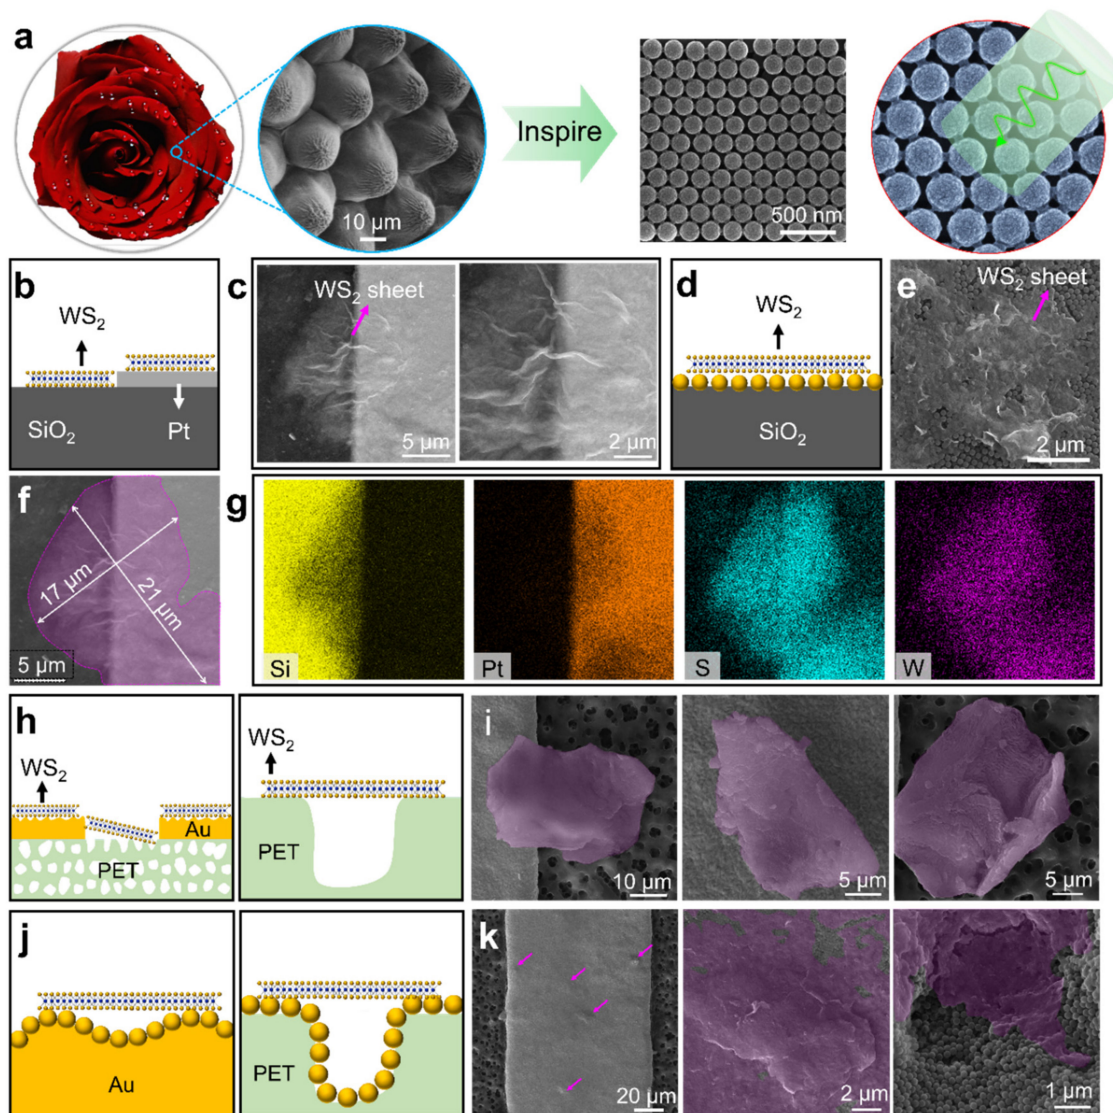 a
10 μm
Inspire
500 nm
b
WS₂
SiO₂
Pt
c
WS₂ sheet
5 μm
2 μm
d
WS₂
SiO₂
e
WS₂ sheet
2 μm
f
17 μm
21 μm
5 μm
g
Si
Pt
S
W
h
WS₂
Au
PET
WS₂
PET
i
10 μm
5 μm
5 μm
j
Au
PET
k
20 μm
2 μm
1 μm